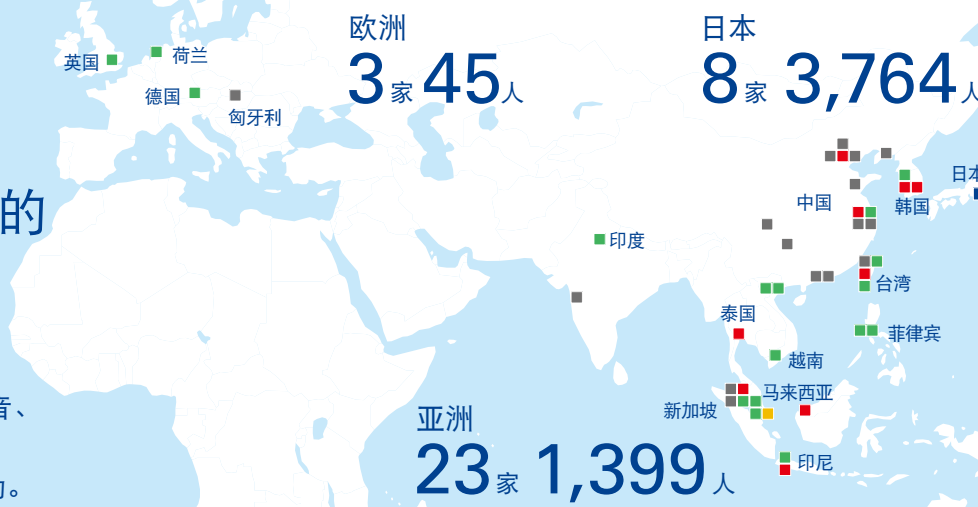 欧洲
3家 45人
日本
8家 3,764人
英国
荷兰
德国
匈牙利
的
日本
中国
韩国
印度
台湾
泰国
菲律宾
越南
马来西亚
新加坡
音、
亚洲
23家 1,399人
印尼
。